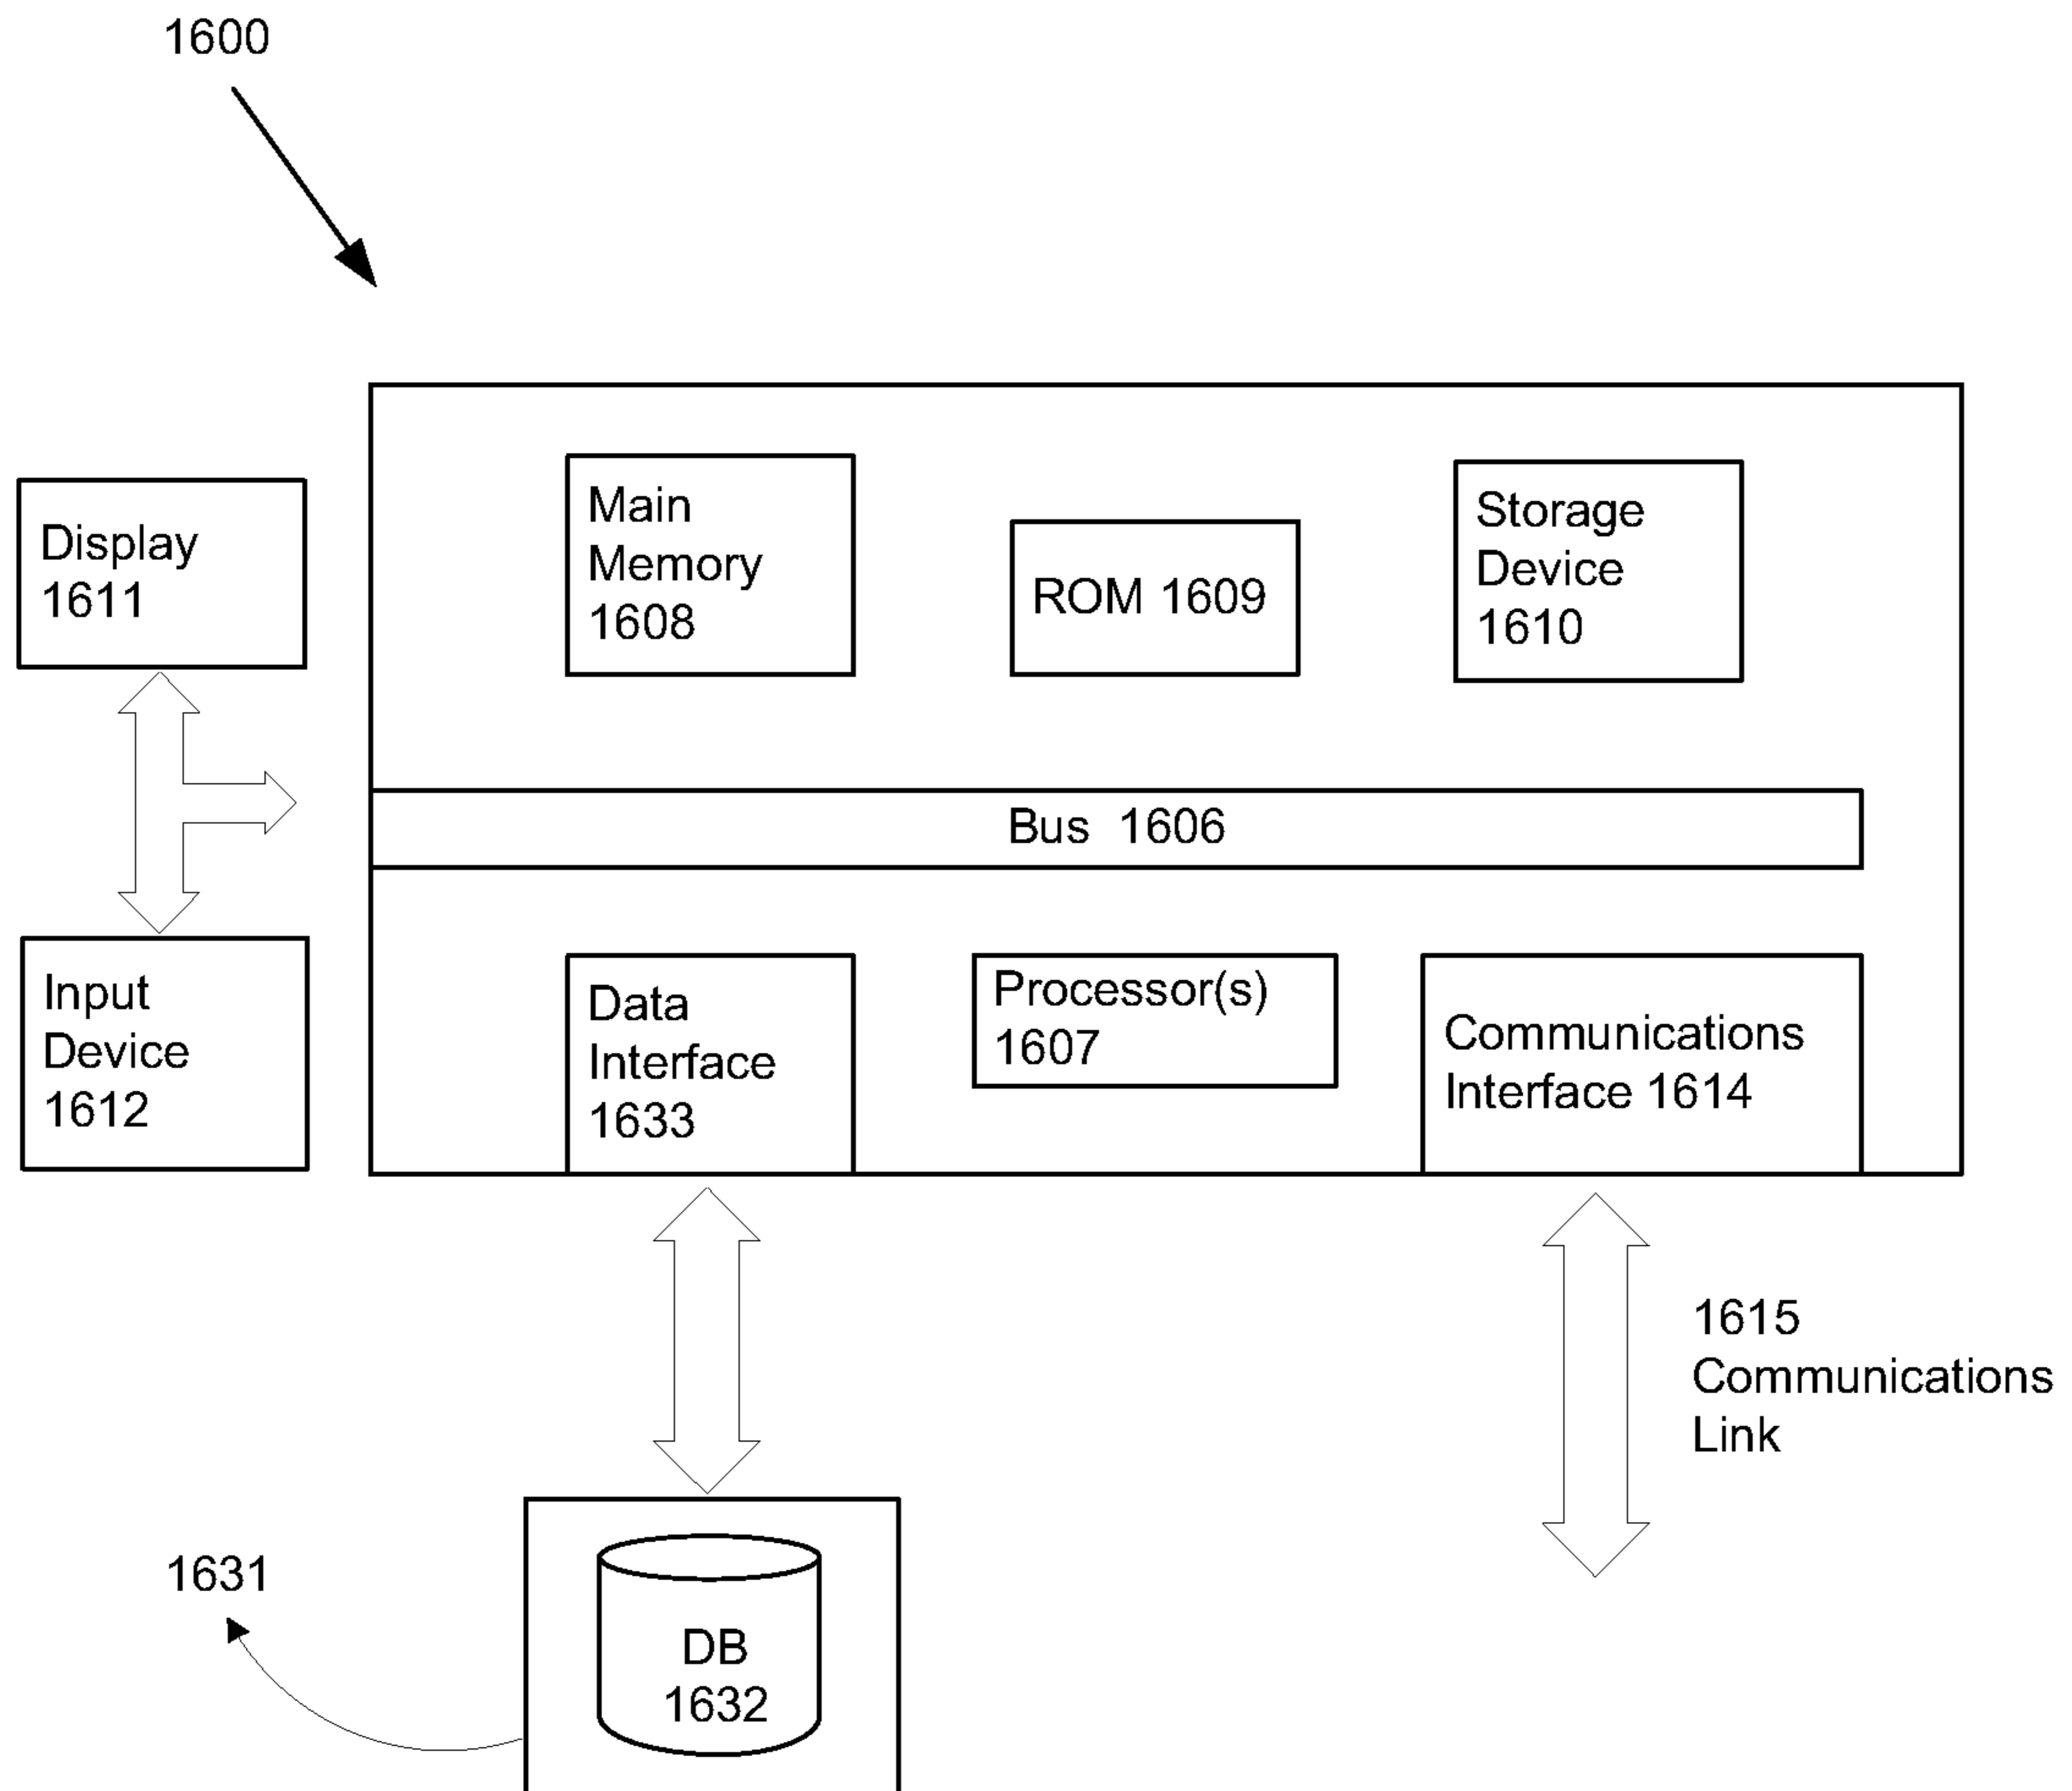 1600
Display
1611
Main
Memory
1608
ROM 1609
Storage
Device
1610
Bus 1606
Input
Device
1612
Data
Interface
1633
Processor(s)
1607
Communications
Interface 1614
1615
Communications
Link
1631
DB
1632